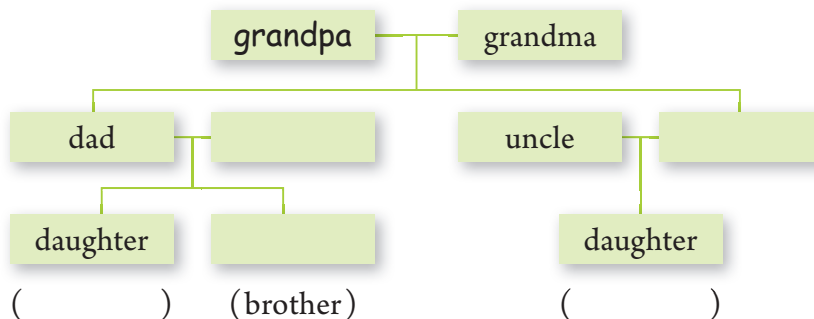 grandpa grandma
dad uncle
daughter daughter
( ) (brother) ( )